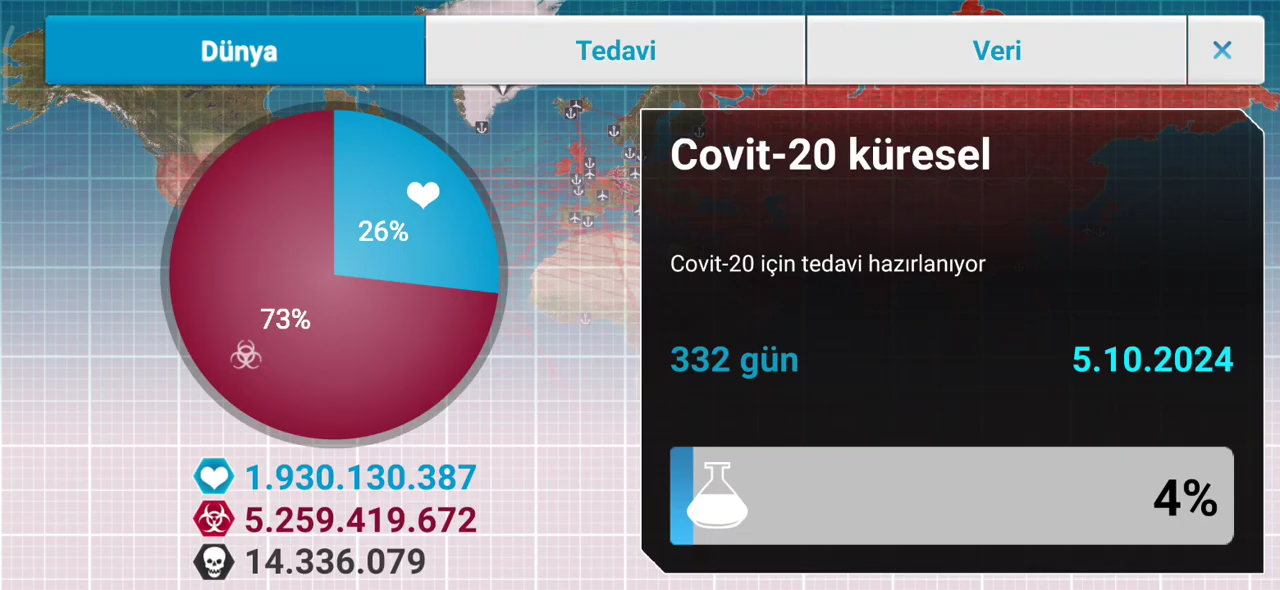 Dünya
Tedavi
Veri
26%
73%
1.930.130.387
5.259.419.672
14.336.079
Covit-20 küresel
Covit-20 için tedavi hazırlanıyor
332 gün
5.10.2024
4%